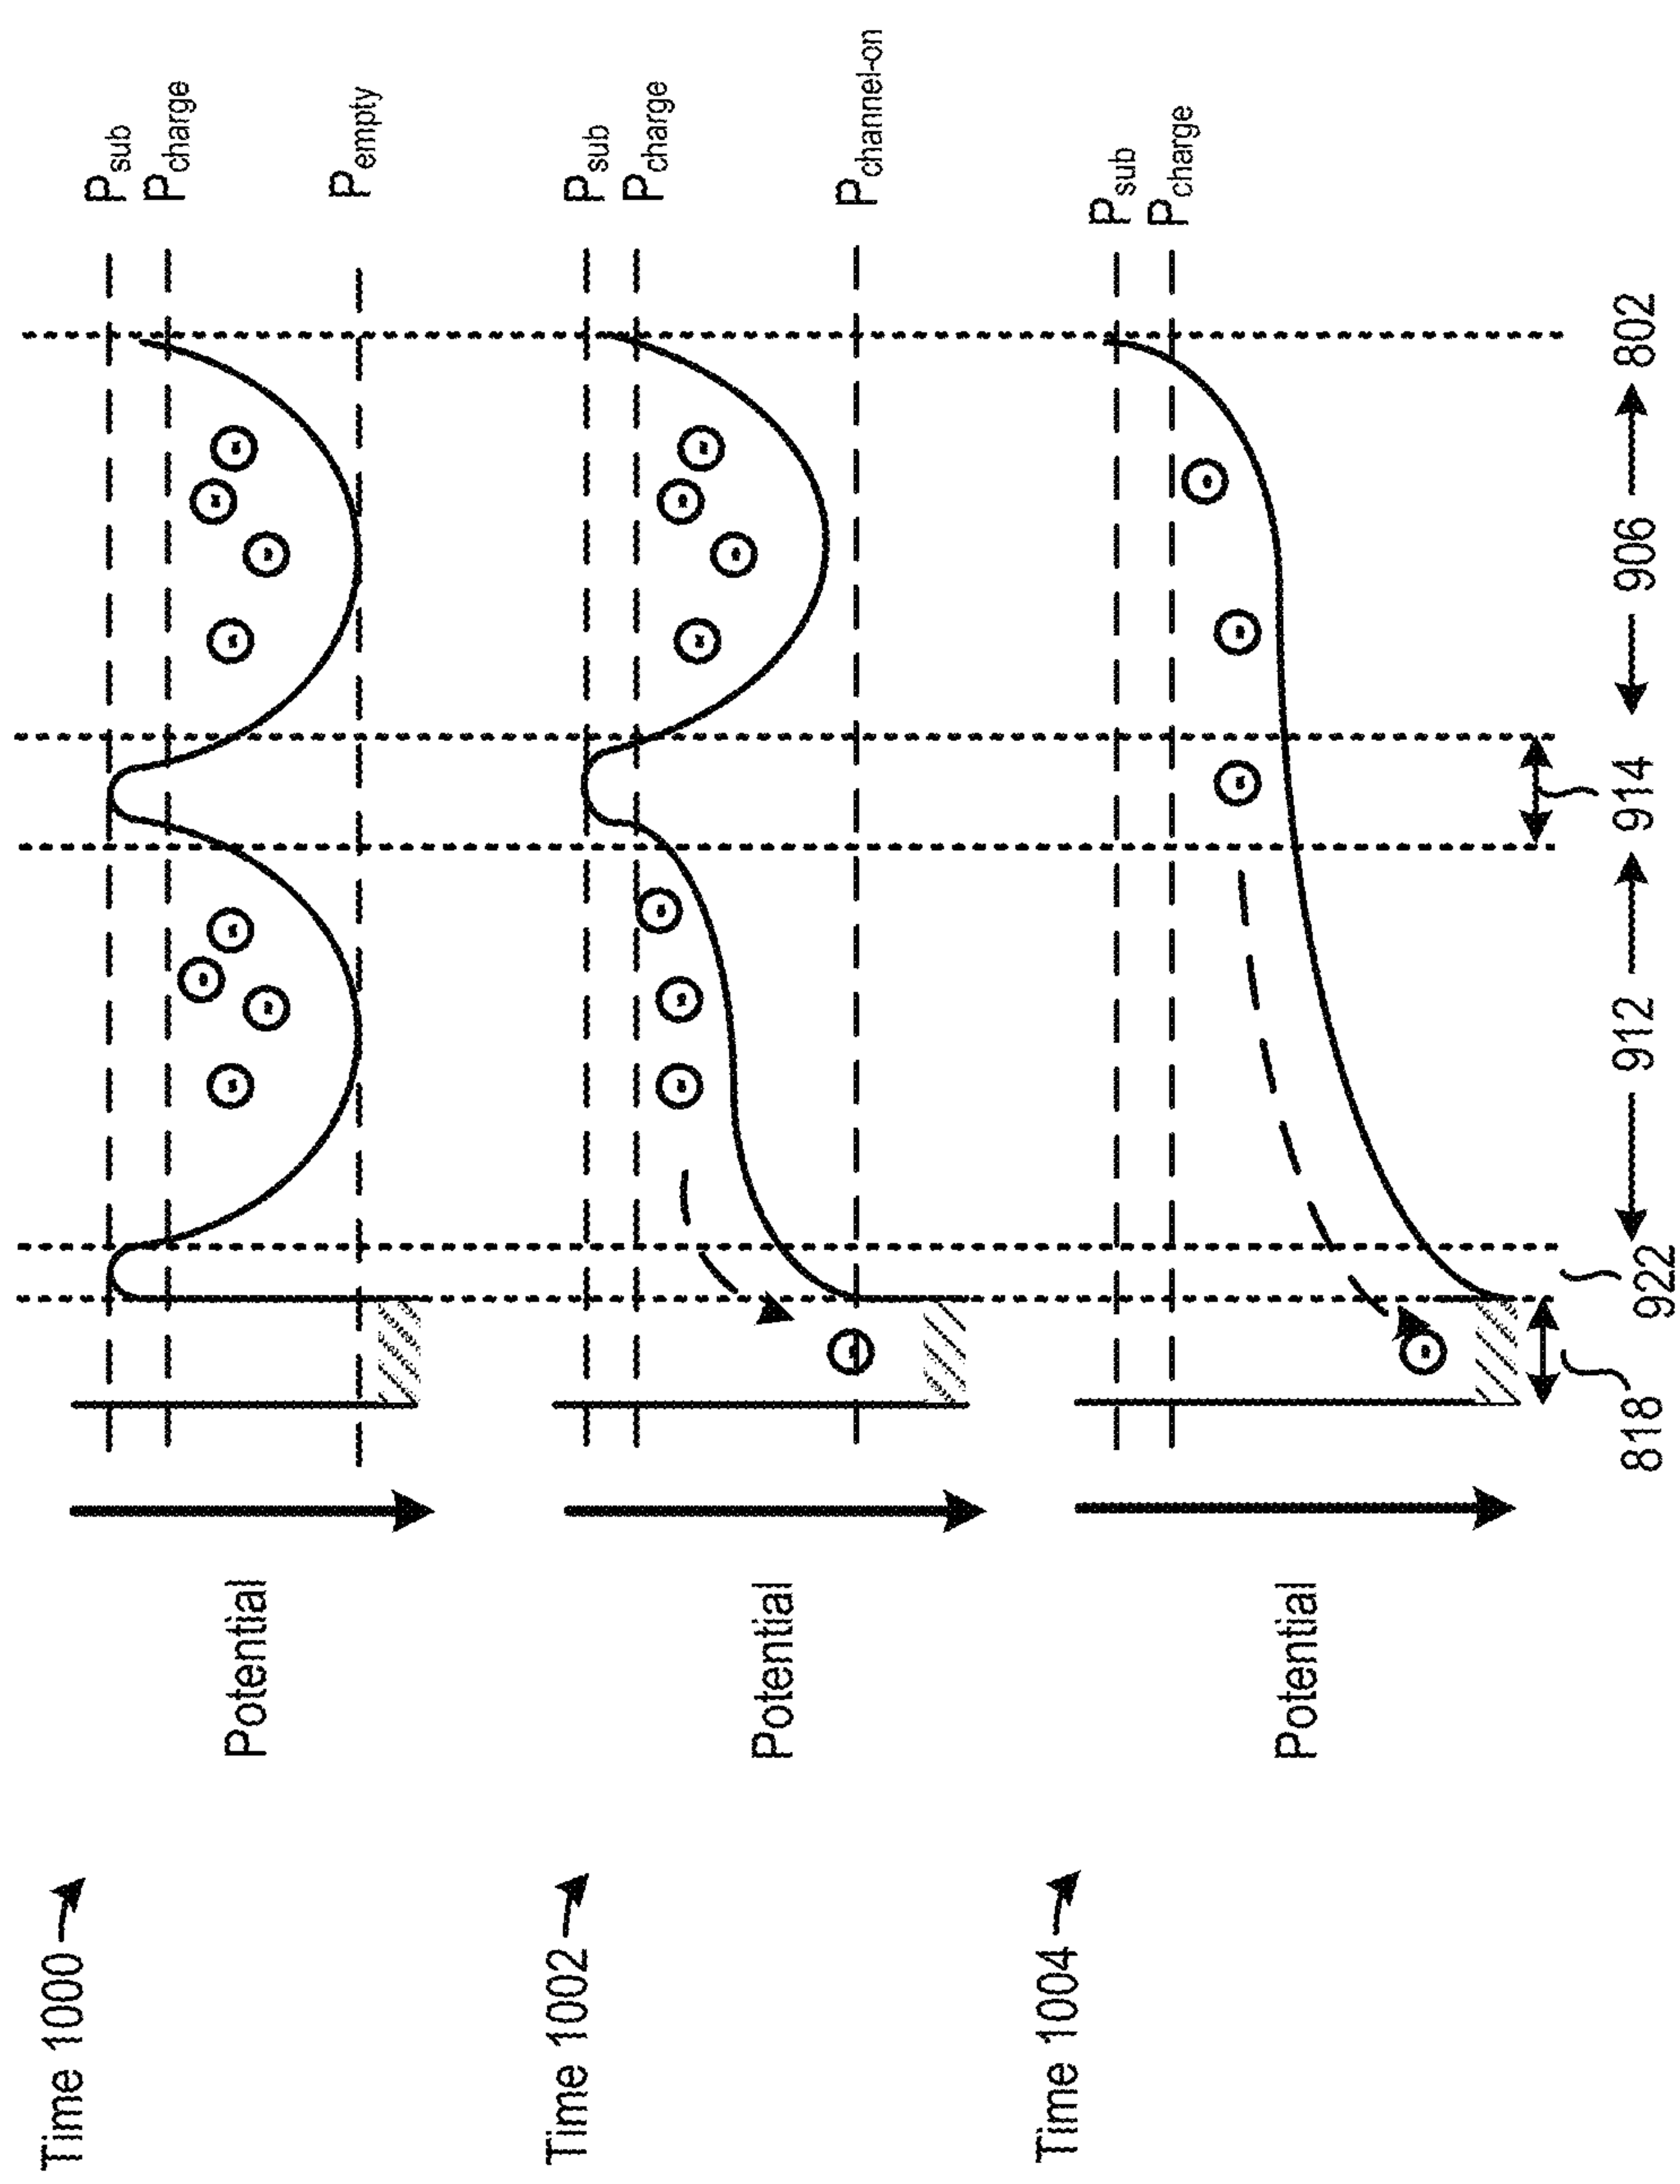 Time 1000
Psub
Pcharge
Potential
Pempty
Time 1002
Psub
Pcharge
Potential
Pchannel-on
Time 1004
Psub
Pcharge
Potential
818 922 912 914 906 802